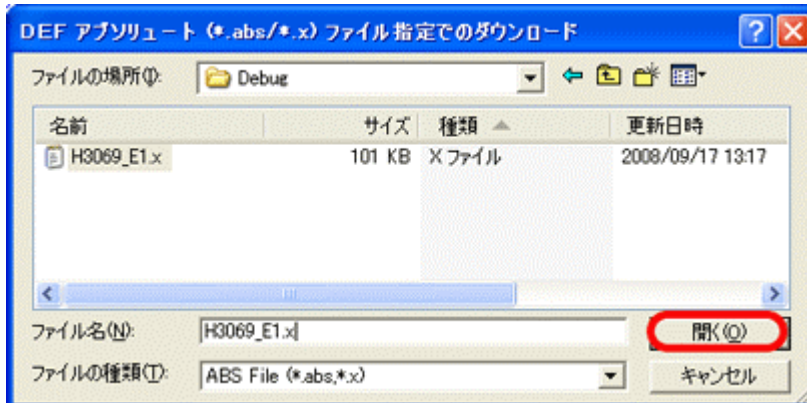 DEF アブソリュート (*.abs/*.x) ファイル指定でのダウンロード
ファイルの場所(I): Debug
名前 サイズ 種類 更新日時
H3069_E1.x 101 KB X ファイル 2008/09/17 13:17
ファイル名(N): H3069_E1.x 開く(O)
ファイルの種類(T): ABS File (*.abs,*.x) キャンセル